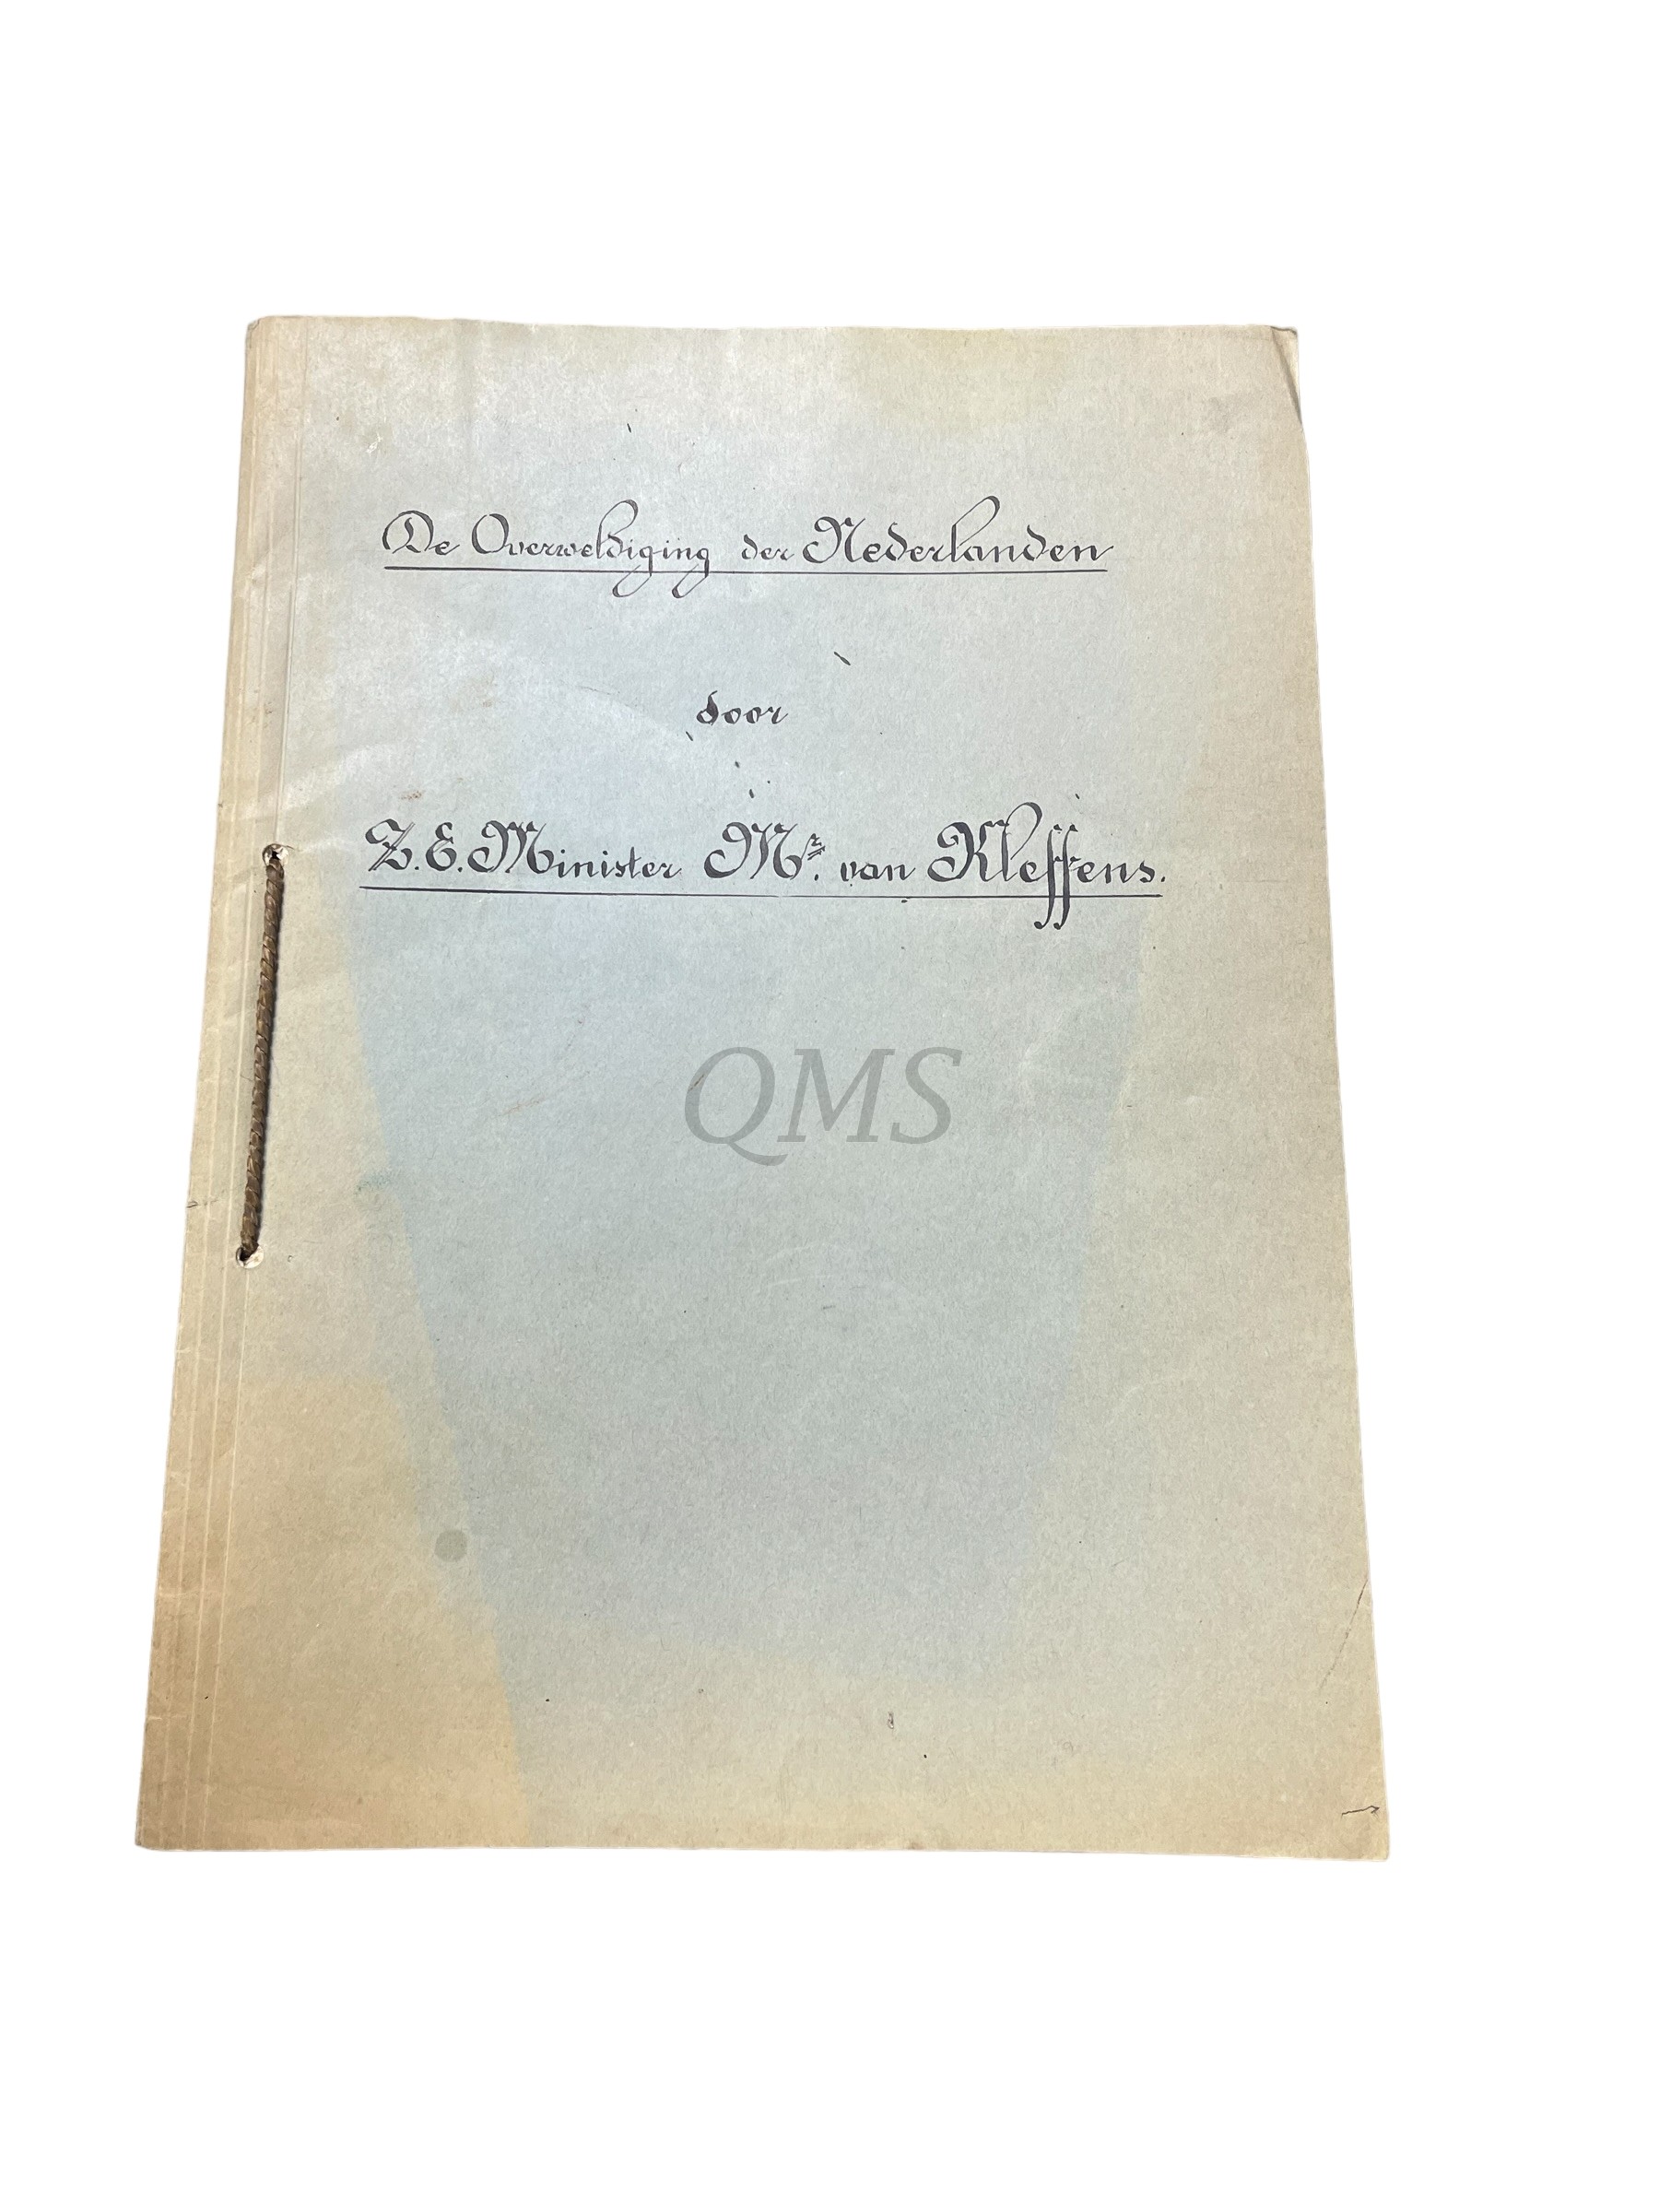 De Overweldiging der Nederlanden
door
Z.E. Minister Mr. van Kleffens.
QMS